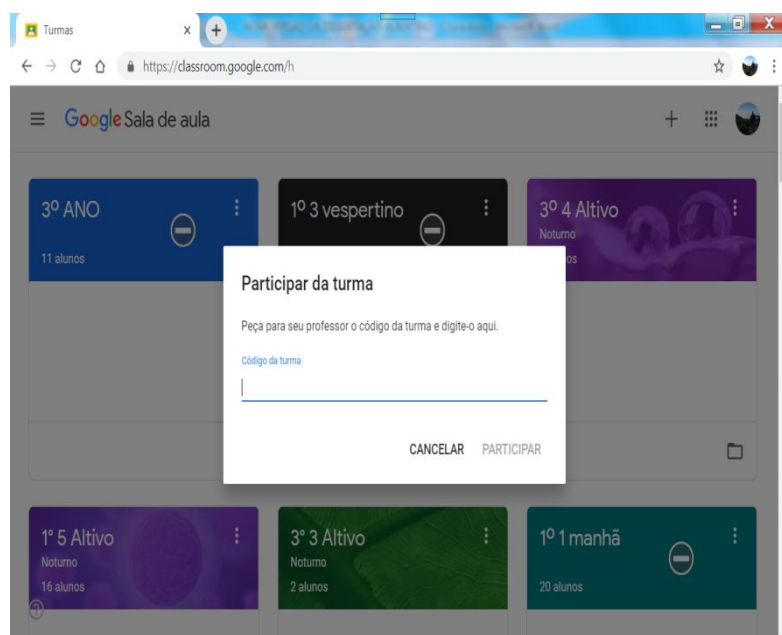 Turmas
https://classroom.google.com/h
Google Sala de aula
3º ANO
11 alunos
1º 3 vespertino
3º 4 Altivo
Noturno
os
Participar da turma
Peça para seu professor o código da turma e digite-o aqui.
Código da turma
CANCELAR PARTICIPAR
1° 5 Altivo
Noturno
16 alunos
3° 3 Altivo
Noturno
2 alunos
1º 1 manhã
20 alunos